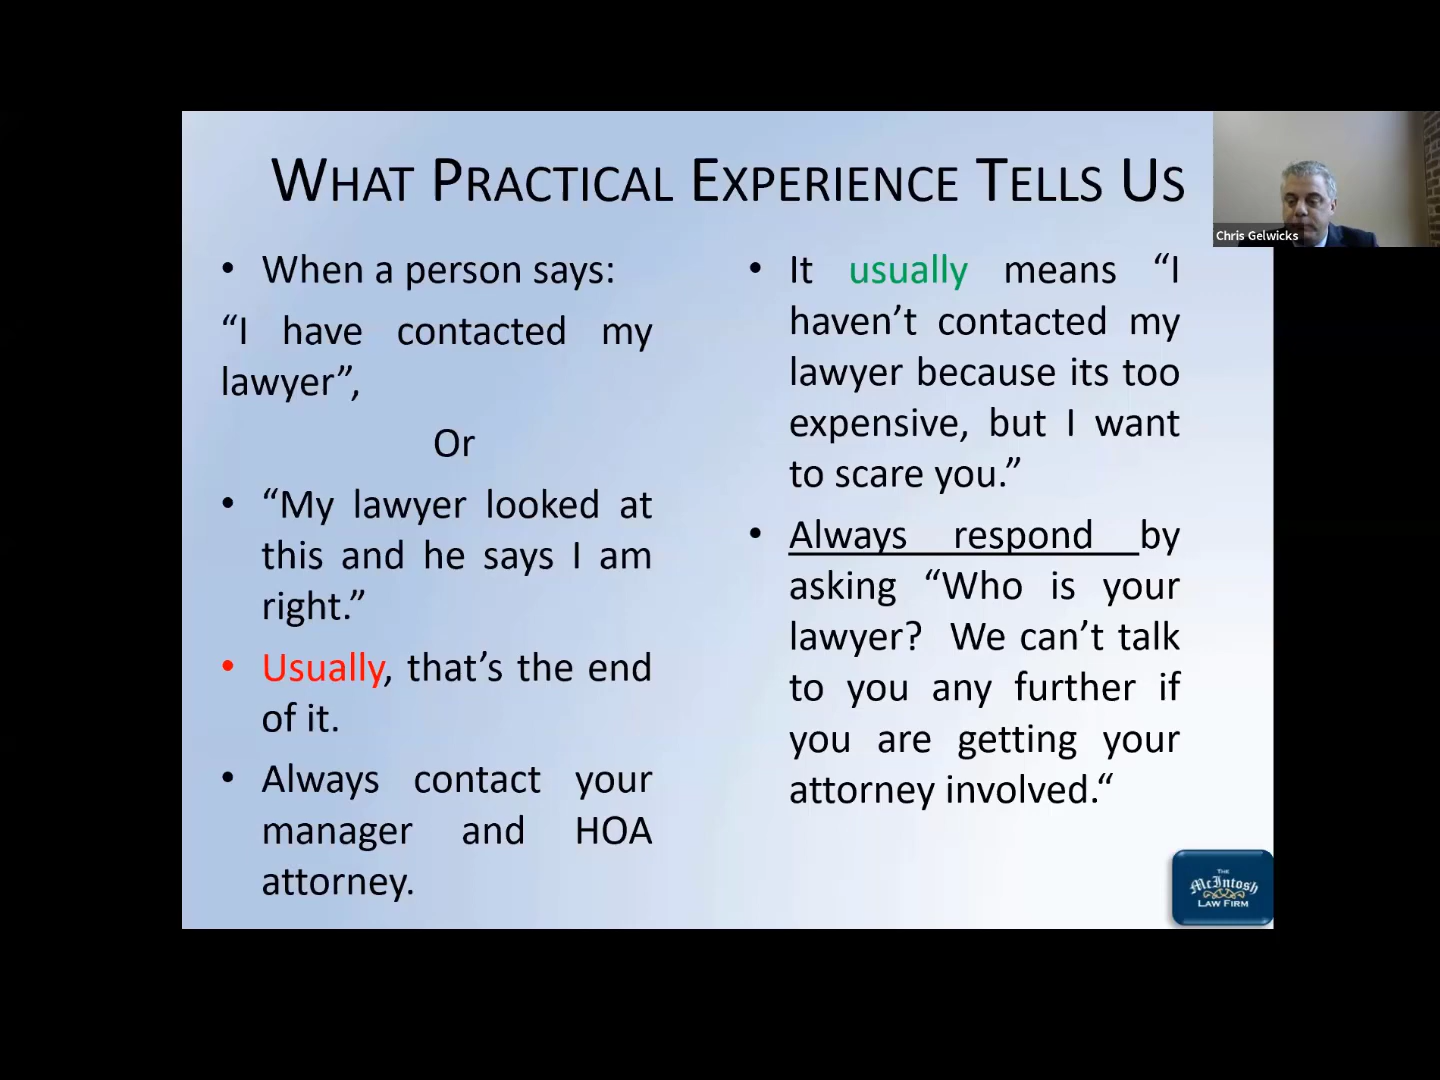 WHAT PRACTICAL EXPERIENCE TELLS US
• When a person says:
“I have contacted my
lawyer”,
Or
• “My lawyer looked at
this and he says I am
right.”
• Usually, that’s the end
of it.
• Always contact your
manager and HOA
attorney.
• It usually means “I
haven’t contacted my
lawyer because its too
expensive, but I want
to scare you.”
• Always respond by
asking “Who is your
lawyer? We can’t talk
to you any further if
you are getting your
attorney involved.“
Chris Gelwicks
THE
McIntosh
LAW FIRM